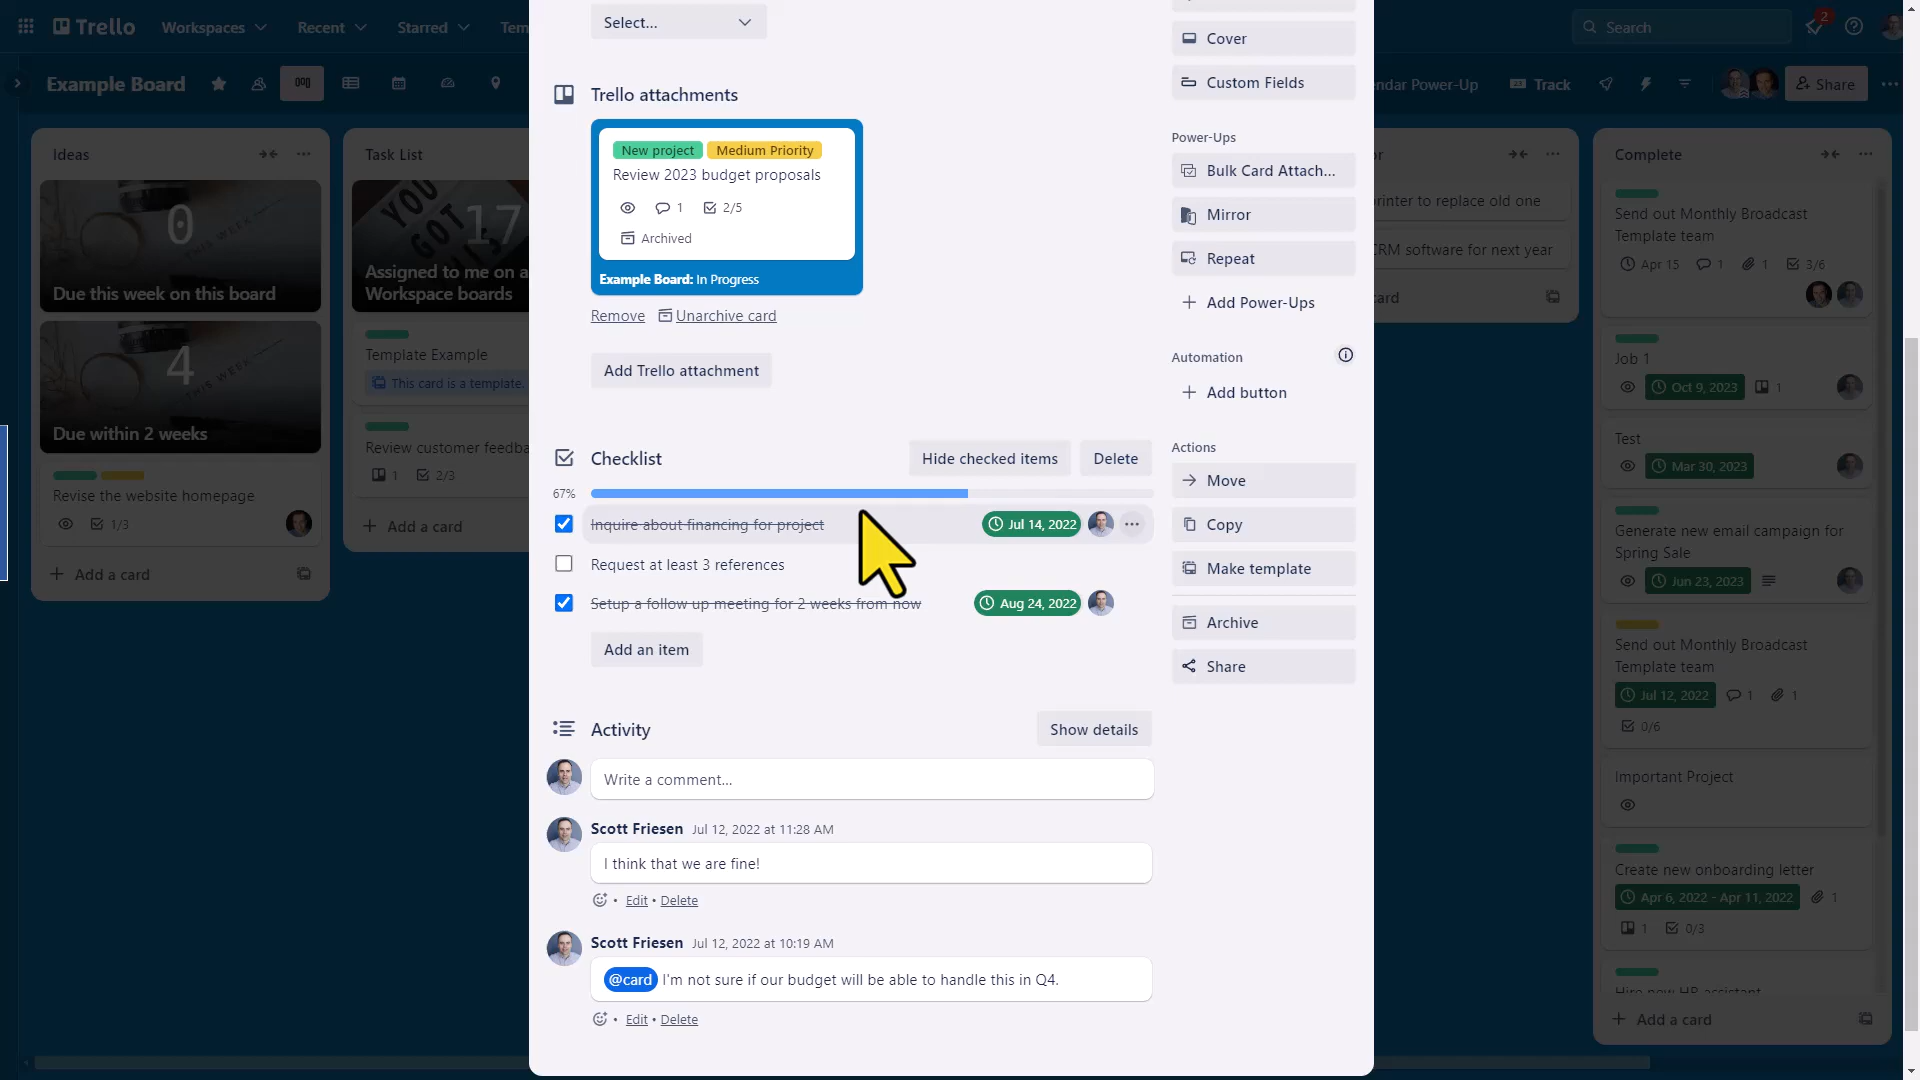 Trello
Workspaces
Recent
Starred
Tem
Search
2
Example Board
ndar Power-Up
Track
Share
Ideas
0
Due this week on this board
4
Due within 2 weeks
Revise the website homepage
1/3
Add a card
Task List
17
Assigned to me on a
Workspace boards
Template Example
This card is a template.
Review customer feedba
1
2/3
Add a card
Select...
Trello attachments
New project
Medium Priority
Review 2023 budget proposals
1
2/5
Archived
Example Board: In Progress
Remove
Unarchive card
Add Trello attachment
Checklist
Hide checked items
Delete
67%
Inquire about financing for project
Jul 14, 2022
Request at least 3 references
Setup a follow up meeting for 2 weeks from now
Aug 24, 2022
Add an item
Activity
Show details
Write a comment...
Scott Friesen Jul 12, 2022 at 11:28 AM
I think that we are fine!
• Edit • Delete
Scott Friesen Jul 12, 2022 at 10:19 AM
@card I'm not sure if our budget will be able to handle this in Q4.
• Edit • Delete
Cover
Custom Fields
Power-Ups
Bulk Card Attach...
Mirror
Repeat
Add Power-Ups
Automation
Add button
Actions
Move
Copy
Make template
Archive
Share
r
rinter to replace old one
CRM software for next year
card
Complete
Send out Monthly Broadcast
Template team
Apr 15
1
1
3/6
Job 1
Oct 9, 2023
1
Test
Mar 30, 2023
Generate new email campaign for
Spring Sale
Jun 23, 2023
Send out Monthly Broadcast
Template team
Jul 12, 2022
1
1
0/6
Important Project
Create new onboarding letter
Apr 6, 2022 - Apr 11, 2022
1
1
0/3
Hire new HR assistant
Add a card